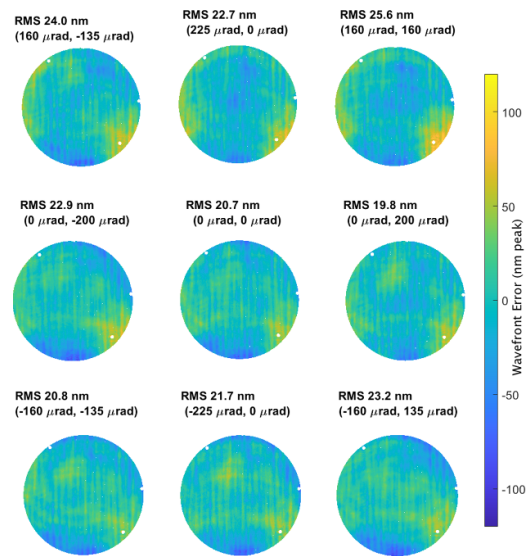 RMS 24.0 nm
(160 μrad, -135 μrad)
RMS 22.7 nm
(225 μrad, 0 μrad)
RMS 25.6 nm
(160 μrad, 160 μrad)
RMS 22.9 nm
(0 μrad, -200 μrad)
RMS 20.7 nm
(0 μrad, 0 μrad)
RMS 19.8 nm
(0 μrad, 200 μrad)
RMS 20.8 nm
(-160 μrad, -135 μrad)
RMS 21.7 nm
(-225 μrad, 0 μrad)
RMS 23.2 nm
(-160 μrad, 135 μrad)
100
50
0
-50
-100
Wavefront Error (nm peak)